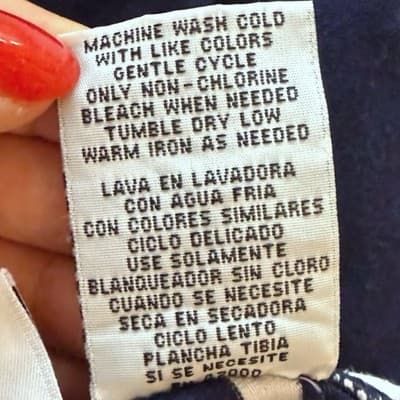 MACHINE WASH COLD
WITH LIKE COLORS
GENTLE CYCLE
ONLY NON-CHLORINE
BLEACH WHEN NEEDED
TUMBLE DRY LOW
WARM IRON AS NEEDED
LAVA EN LAVADORA
CON AGUA FRIA
CON COLORES SIMILARES
CICLO DELICADO
USE SOLAMENTE
BLANQUEADOR SIN CLORO
CUANDO SE NECESITE
SECA EN SECADORA
CICLO LENTO
PLANCHA TIBIA
SI SE NECESITE